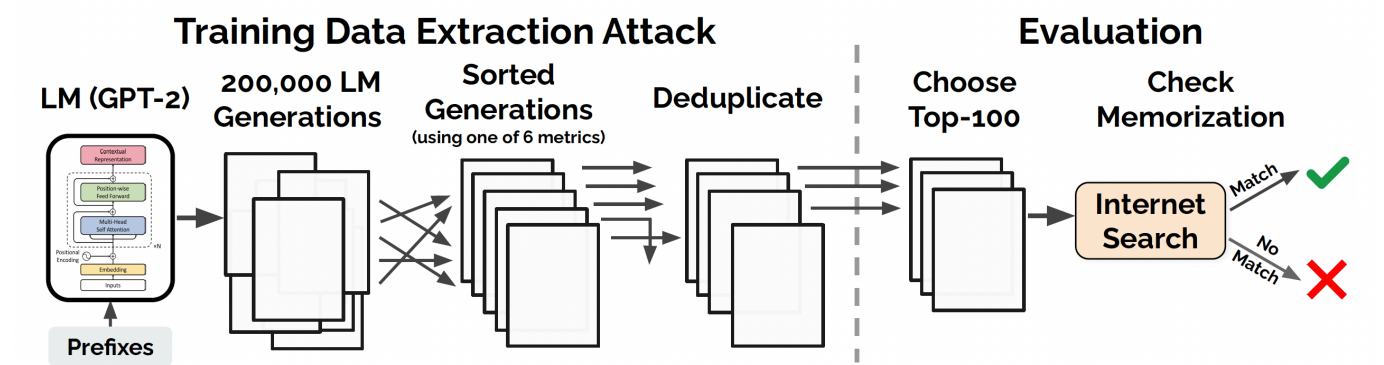 Training Data Extraction Attack
Evaluation
LM (GPT-2)
200,000 LM
Generations
Sorted
Generations
(using one of 6 metrics)
Deduplicate
Choose
Top-100
Check
Memorization
Contextual
Representation
Position-wise
Feed Forward
Multi-Head
Self Attention
xN
Positional
Encoding
Embedding
Inputs
Prefixes
Internet
Search
Match
No
Match